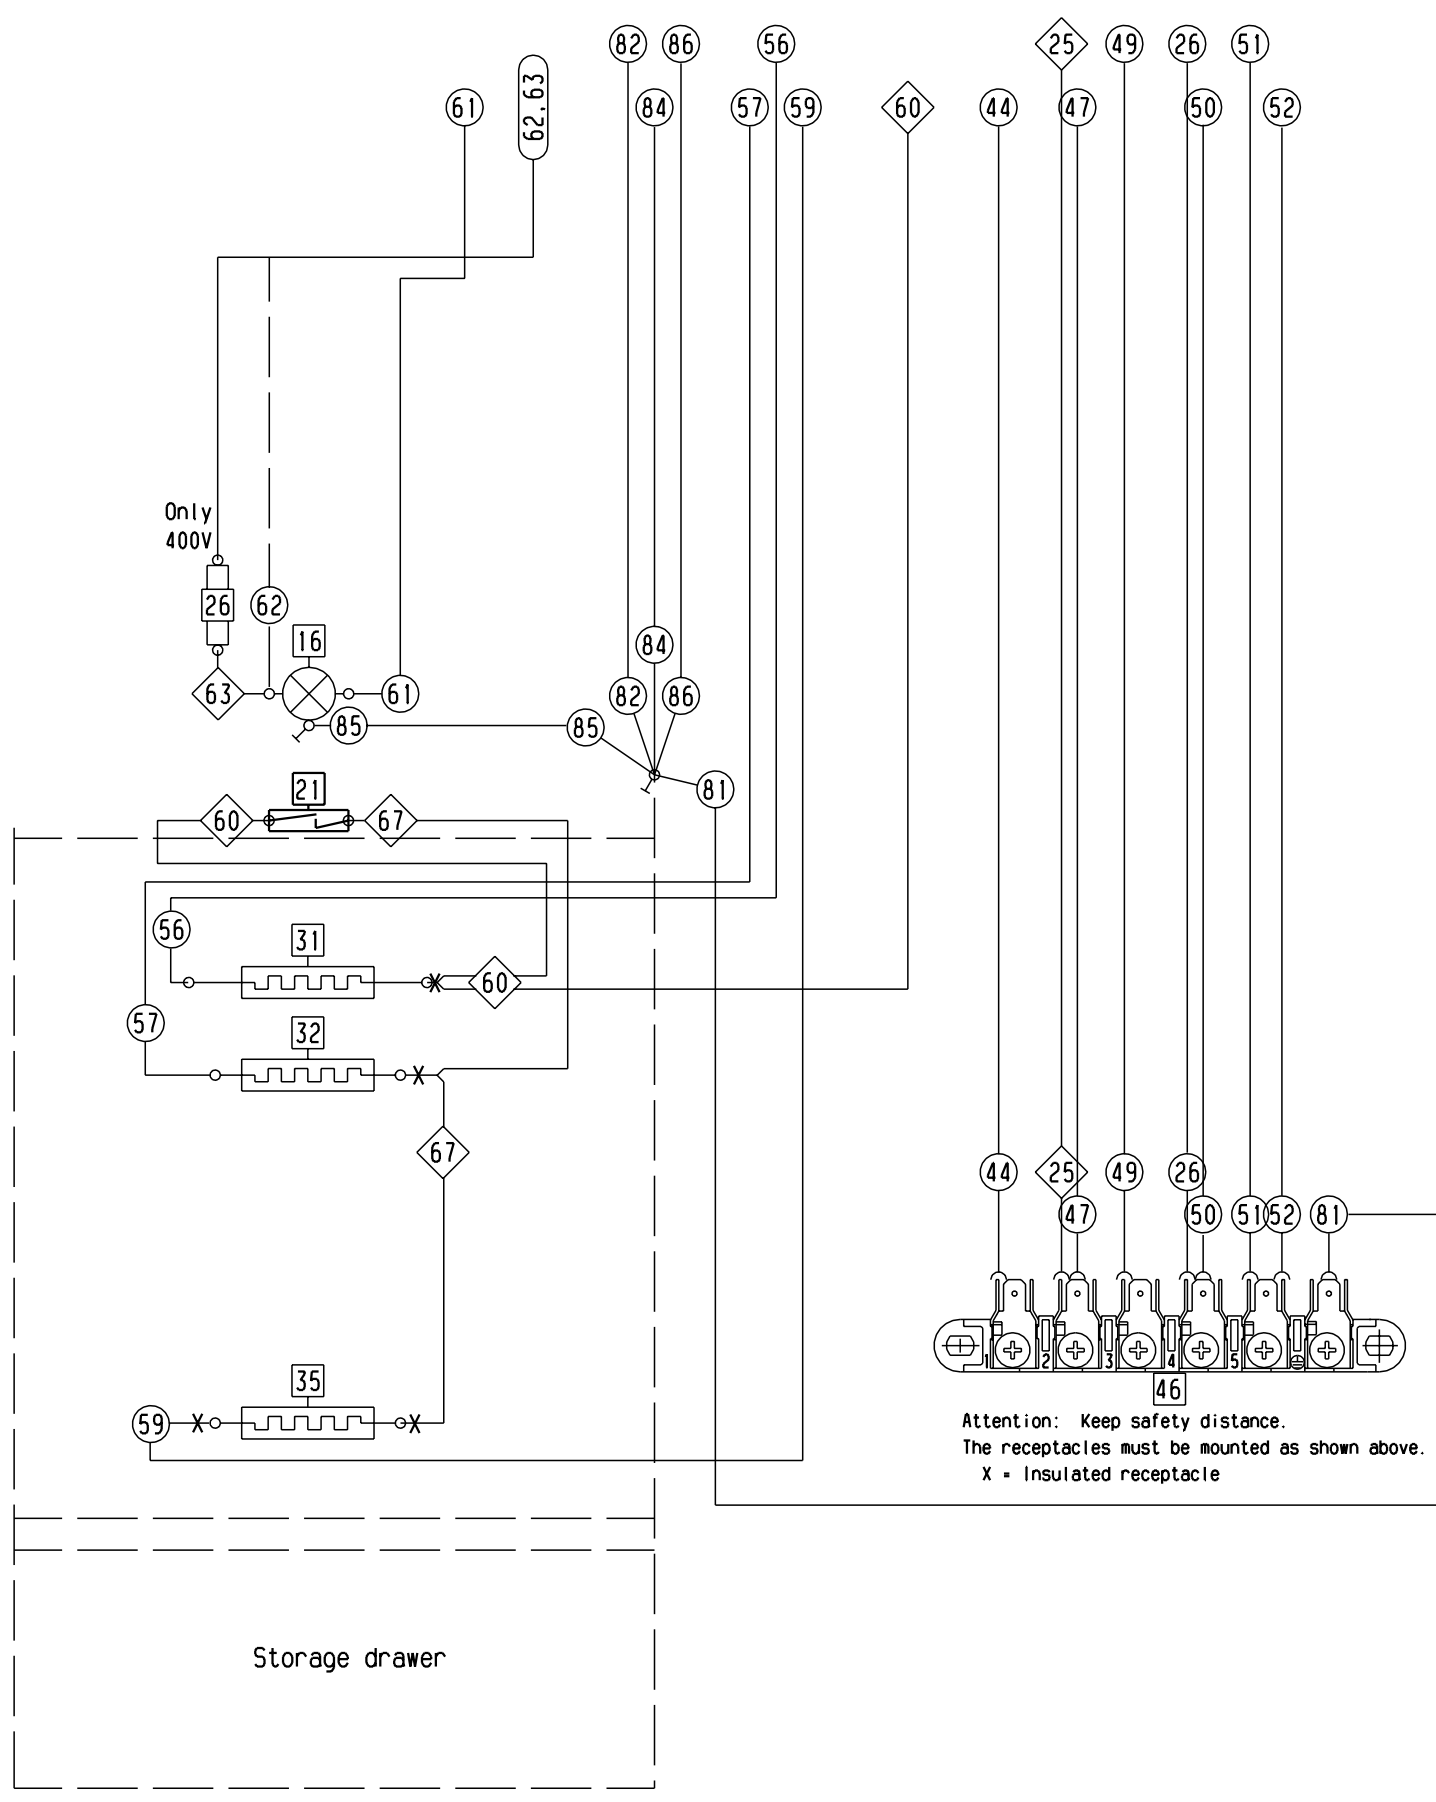 82 86 56 25 49 26 51
61 62, 63 84 57 59 60 44 47 50 52
Only
400V
26 62
16
84
63 61 82 86
85 85
81
21
60 67
56 31
60
57 32
67
44 25 49 26
47 50 51 52 81
1 2 3 4 5
35
46
59
Attention: Keep safety distance.
The receptacles must be mounted as shown above.
X = Insulated receptacle
Storage drawer